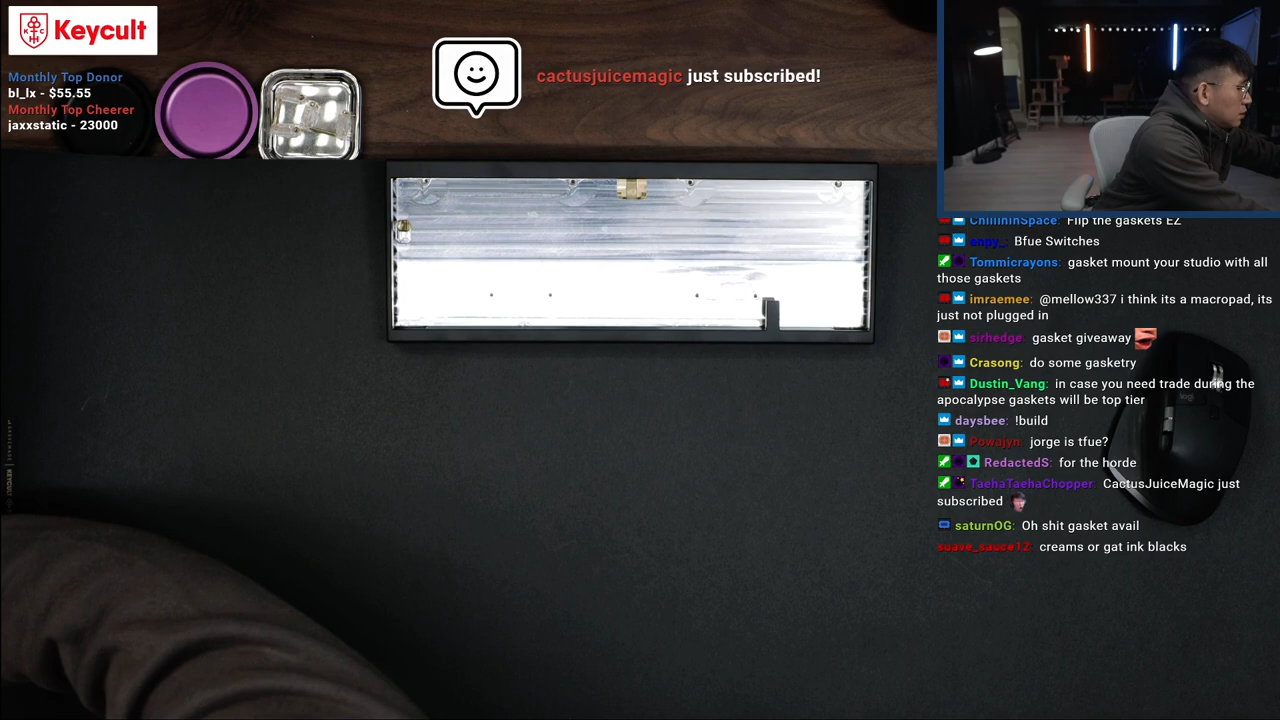 Keycult
Monthly Top Donor
bl_lx - $55.55
Monthly Top Cheerer
jaxxstatic - 23000
cactusjuicemagic just subscribed!
ChillinInSpace: Flip the gaskets EZ
enpy_: Bfue Switches
Tommicrayons: gasket mount your studio with all
those gaskets
imraemee: @mellow337 i think its a macropad, its
just not plugged in
sirhedge: gasket giveaway
Crasong: do some gasketry
Dustin_Vang: in case you need trade during the
apocalypse gaskets will be top tier
daysbee: !build
Powajyn: jorge is tfue?
RedactedS: for the horde
TaehaTaehaChopper: CactusJuiceMagic just
subscribed
saturnOG: Oh shit gasket avail
suave_sauce12: creams or gat ink blacks
logi